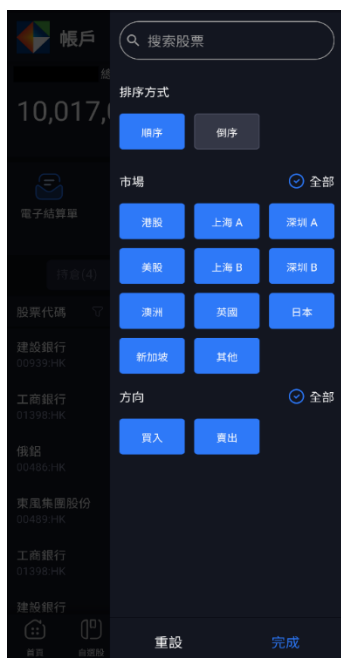 帳戶
搜索股票
總
排序方式
10,017,0
順序
倒序
市場
全部
電子結算單
港股
上海 A
深圳 A
美股
上海 B
深圳 B
持倉(4)
股票代碼
澳洲
英國
日本
建設銀行
00939:HK
新加坡
其他
工商銀行
01398:HK
方向
全部
買入
賣出
俄鋁
00486:HK
東風集團股份
00489:HK
工商銀行
01398:HK
建設銀行
首頁
自選股
重設
完成